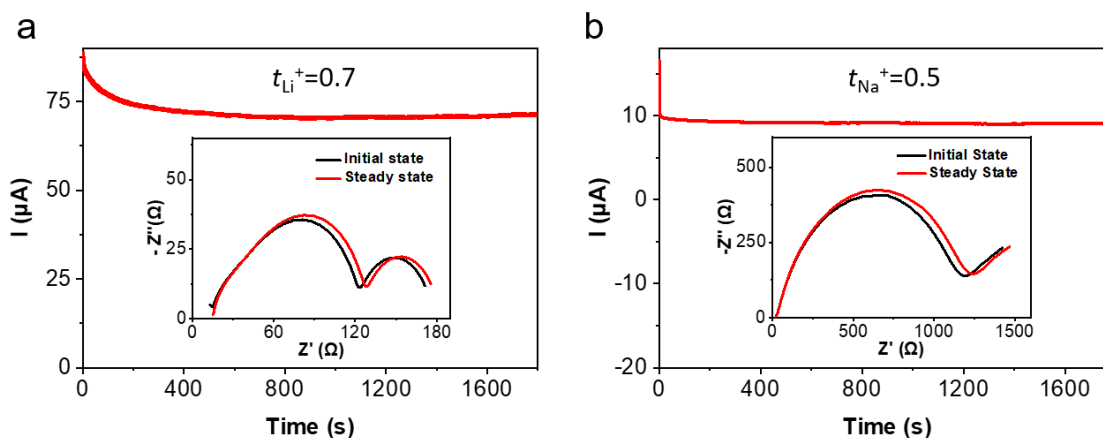 a
I (µA)
75
50
25
0
0
400
800
1200
1600
Time (s)
tLi+=0.7
- Z''(Ω)
50
25
0
0
60
120
180
Z' (Ω)
Initial state
Steady state
b
I (µA)
10
0
-10
-20
0
400
800
1200
1600
Time (s)
tNa+=0.5
-Z'' (Ω)
500
250
0
0
500
1000
1500
Z' (Ω)
Initial State
Steady State